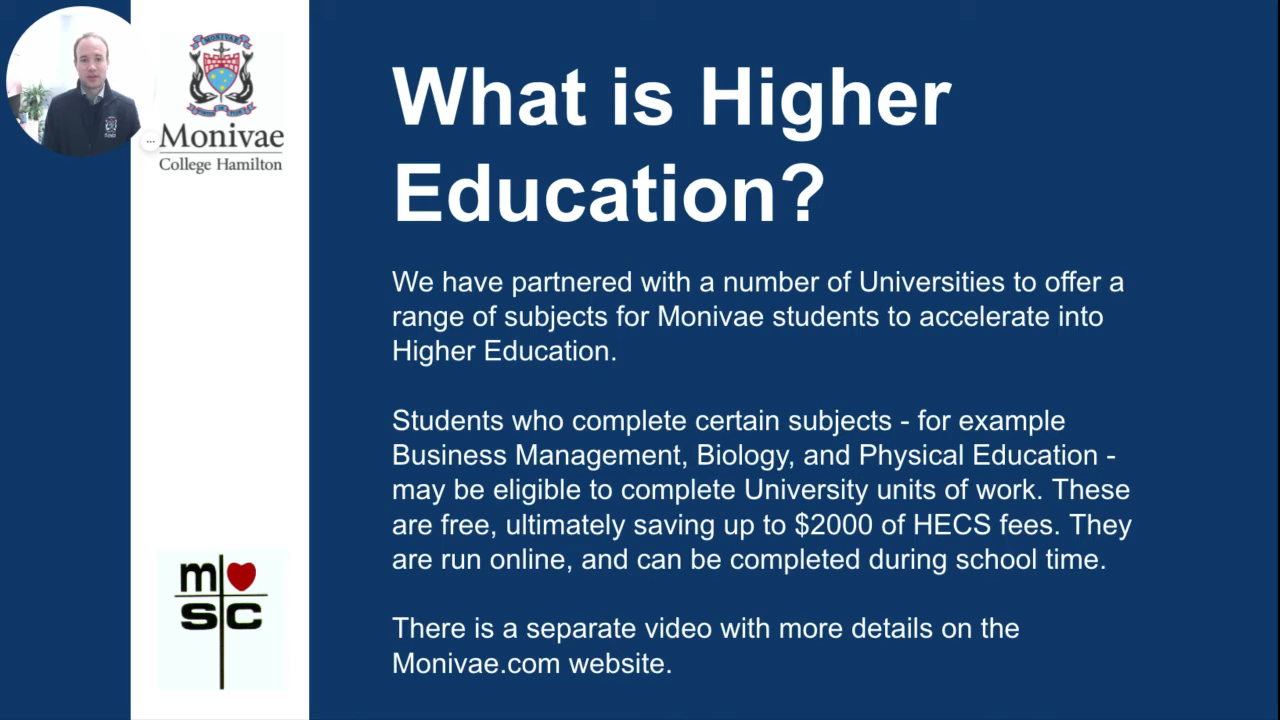 MONIVAE
Monivae
College Hamilton
What is Higher
Education?
We have partnered with a number of Universities to offer a
range of subjects for Monivae students to accelerate into
Higher Education.
Students who complete certain subjects - for example
Business Management, Biology, and Physical Education -
may be eligible to complete University units of work. These
are free, ultimately saving up to $2000 of HECS fees. They
are run online, and can be completed during school time.
There is a separate video with more details on the
Monivae.com website.
m
SC